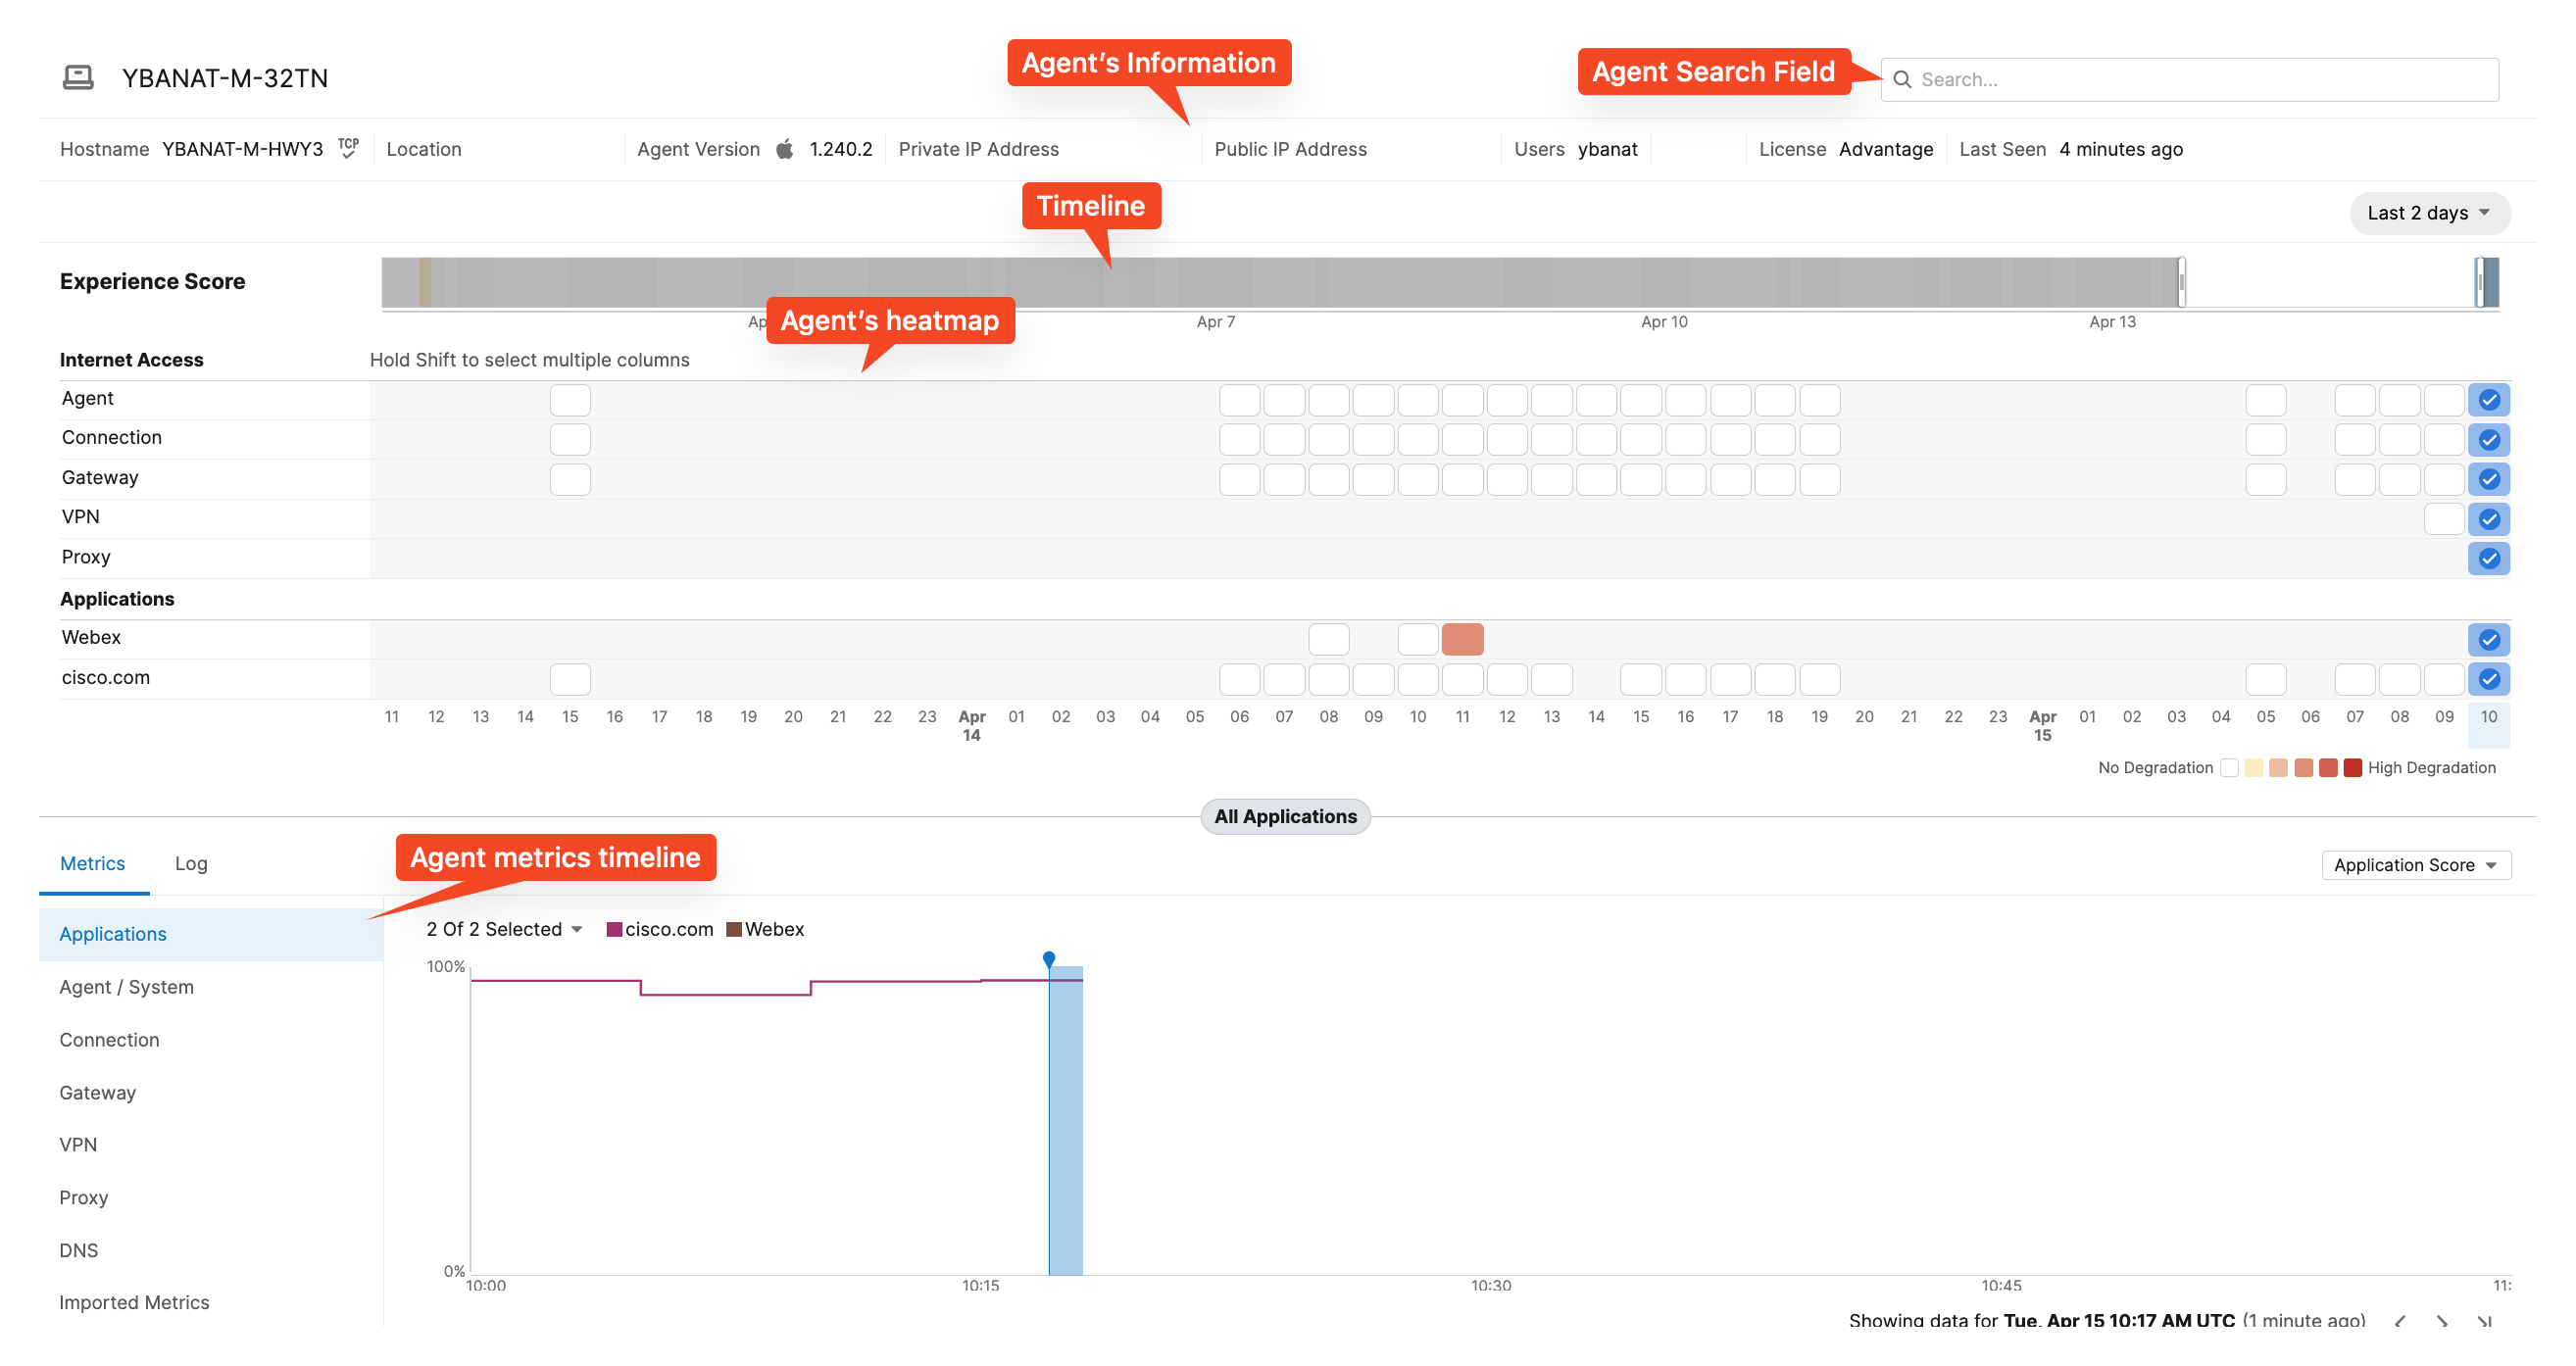 Agent's Information
Agent Search Field
YBANAT-M-32TN
Search...
Hostname YBANAT-M-HWY3 TCP Location Agent Version 1.240.2 Private IP Address Public IP Address Users ybanat License Advantage Last Seen 4 minutes ago
Timeline
Last 2 days
Experience Score
Agent's heatmap
Ap Apr 7 Apr 10 Apr 13
Internet Access Hold Shift to select multiple columns
Agent
Connection
Gateway
VPN
Proxy
Applications
Webex
cisco.com
11 12 13 14 15 16 17 18 19 20 21 22 23 Apr 14 01 02 03 04 05 06 07 08 09 10 11 12 13 14 15 16 17 18 19 20 21 22 23 Apr 15 01 02 03 04 05 06 07 08 09 10
No Degradation High Degradation
All Applications
Agent metrics timeline
Metrics Log
Application Score
Applications
Agent / System
Connection
Gateway
VPN
Proxy
DNS
Imported Metrics
2 Of 2 Selected cisco.com Webex
100%
0%
10:00 10:15 10:30 10:45 11:
Showing data for Tue, Apr 15 10:17 AM UTC (1 minute ago)